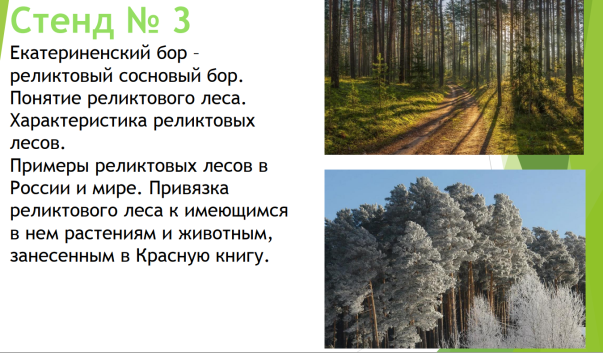 Стенд № 3
Екатериненский бор –
реликтовый сосновый бор.
Понятие реликтового леса.
Характеристика реликтовых
лесов.
Примеры реликтовых лесов в
России и мире. Привязка
реликтового леса к имеющимся
в нем растениям и животным,
занесенным в Красную книгу.